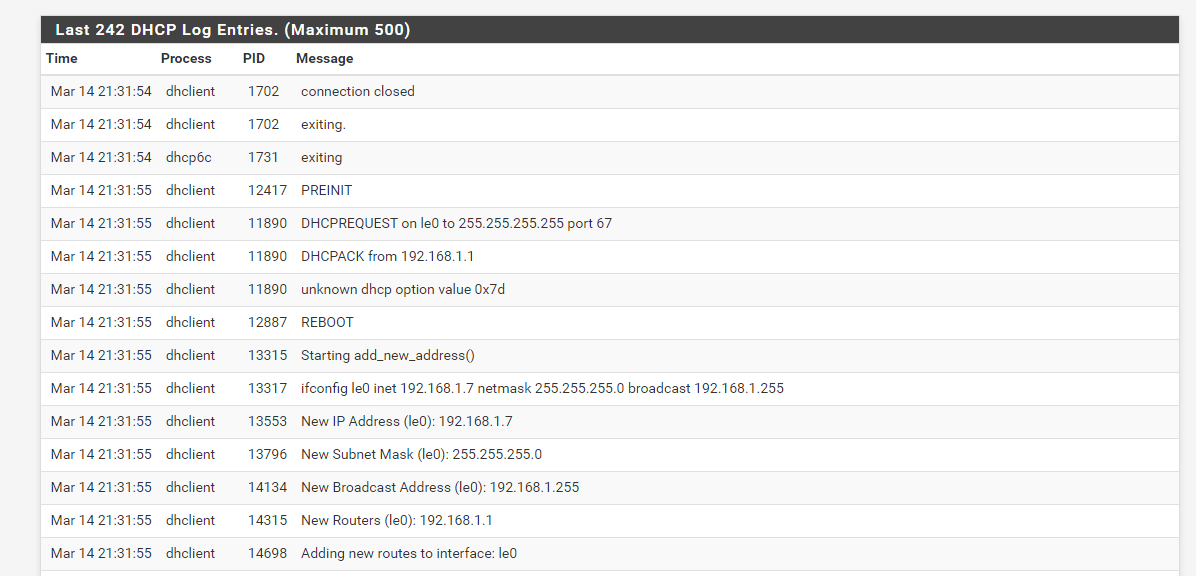 Last 242 DHCP Log Entries. (Maximum 500)
Time Process PID Message
Mar 14 21:31:54 dhclient 1702 connection closed
Mar 14 21:31:54 dhclient 1702 exiting.
Mar 14 21:31:54 dhcp6c 1731 exiting
Mar 14 21:31:55 dhclient 12417 PREINIT
Mar 14 21:31:55 dhclient 11890 DHCPREQUEST on le0 to 255.255.255.255 port 67
Mar 14 21:31:55 dhclient 11890 DHCPACK from 192.168.1.1
Mar 14 21:31:55 dhclient 11890 unknown dhcp option value 0x7d
Mar 14 21:31:55 dhclient 12887 REBOOT
Mar 14 21:31:55 dhclient 13315 Starting add_new_address()
Mar 14 21:31:55 dhclient 13317 ifconfig le0 inet 192.168.1.7 netmask 255.255.255.0 broadcast 192.168.1.255
Mar 14 21:31:55 dhclient 13553 New IP Address (le0): 192.168.1.7
Mar 14 21:31:55 dhclient 13796 New Subnet Mask (le0): 255.255.255.0
Mar 14 21:31:55 dhclient 14134 New Broadcast Address (le0): 192.168.1.255
Mar 14 21:31:55 dhclient 14315 New Routers (le0): 192.168.1.1
Mar 14 21:31:55 dhclient 14698 Adding new routes to interface: le0